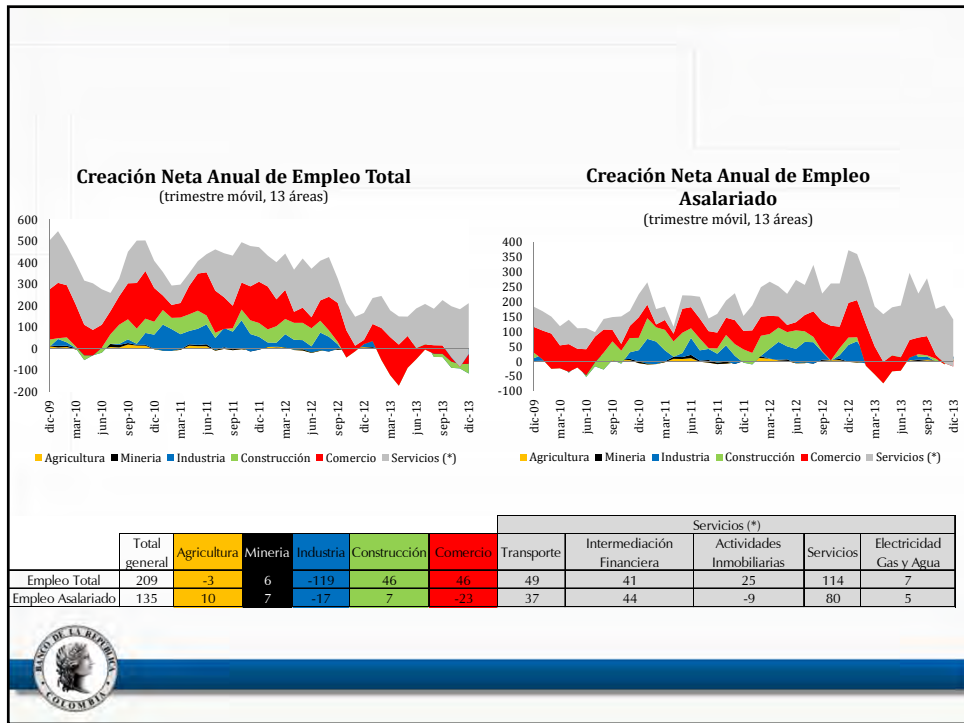 Creación Neta Anual de Empleo Total
(trimestre móvil, 13 áreas)
600
500
400
300
200
100
0
-100
-200
dic-09
mar-10
jun-10
sep-10
dic-10
mar-11
jun-11
sep-11
dic-11
mar-12
jun-12
sep-12
dic-12
mar-13
jun-13
sep-13
dic-13
Agricultura Mineria Industria Construcción Comercio Servicios (*)
Creación Neta Anual de Empleo
Asalariado
(trimestre móvil, 13 áreas)
400
350
300
250
200
150
100
50
0
-50
-100
dic-09
mar-10
jun-10
sep-10
dic-10
mar-11
jun-11
sep-11
dic-11
mar-12
jun-12
sep-12
dic-12
mar-13
jun-13
sep-13
dic-13
Agricultura Mineria Industria Construcción Comercio Servicios (*)
Servicios (*)
Total general Agricultura Mineria Industria Construcción Comercio Transporte Intermediación Financiera Actividades Inmobiliarias Servicios Electricidad Gas y Agua
Empleo Total 209 -3 6 -119 46 46 49 41 25 114 7
Empleo Asalariado 135 10 7 -17 7 -23 37 44 -9 80 5
BANCO DE LA REPÚBLICA
COLOMBIA